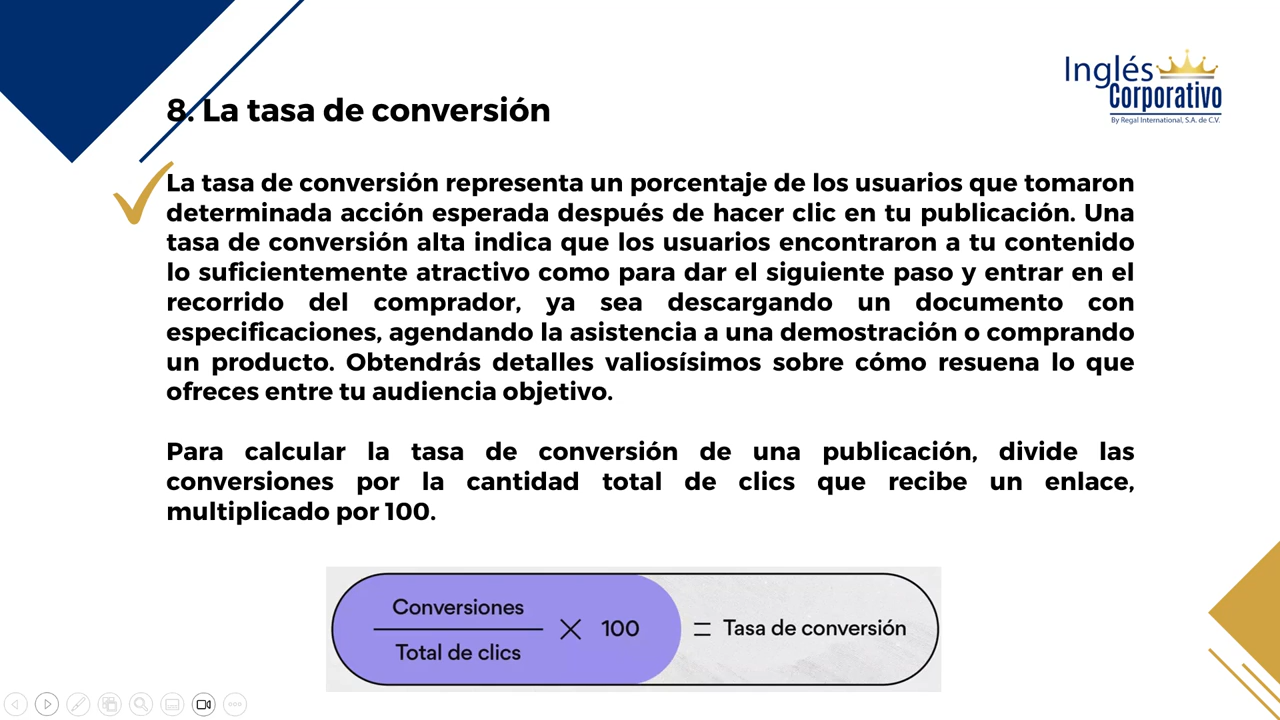 Inglés
Corporativo
By Regal International, S.A. de C.V.
8. La tasa de conversión
La tasa de conversión representa un porcentaje de los usuarios que tomaron
determinada acción esperada después de hacer clic en tu publicación. Una
tasa de conversión alta indica que los usuarios encontraron a tu contenido
lo suficientemente atractivo como para dar el siguiente paso y entrar en el
recorrido del comprador, ya sea descargando un documento con
especificaciones, agendando la asistencia a una demostración o comprando
un producto. Obtendrás detalles valiosísimos sobre cómo resuena lo que
ofreces entre tu audiencia objetivo.
Para calcular la tasa de conversión de una publicación, divide las
conversiones por la cantidad total de clics que recibe un enlace,
multiplicado por 100.
Conversiones
Total de clics
× 100 = Tasa de conversión